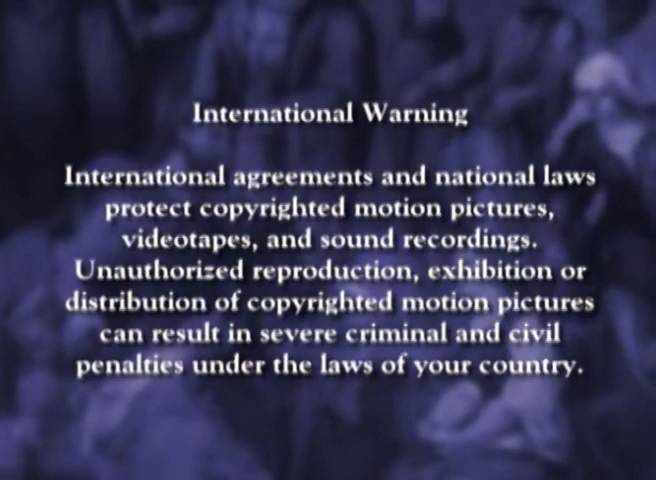 International Warning
International agreements and national laws
protect copyrighted motion pictures,
videotapes, and sound recordings.
Unauthorized reproduction, exhibition or
distribution of copyrighted motion pictures
can result in severe criminal and civil
penalties under the laws of your country.